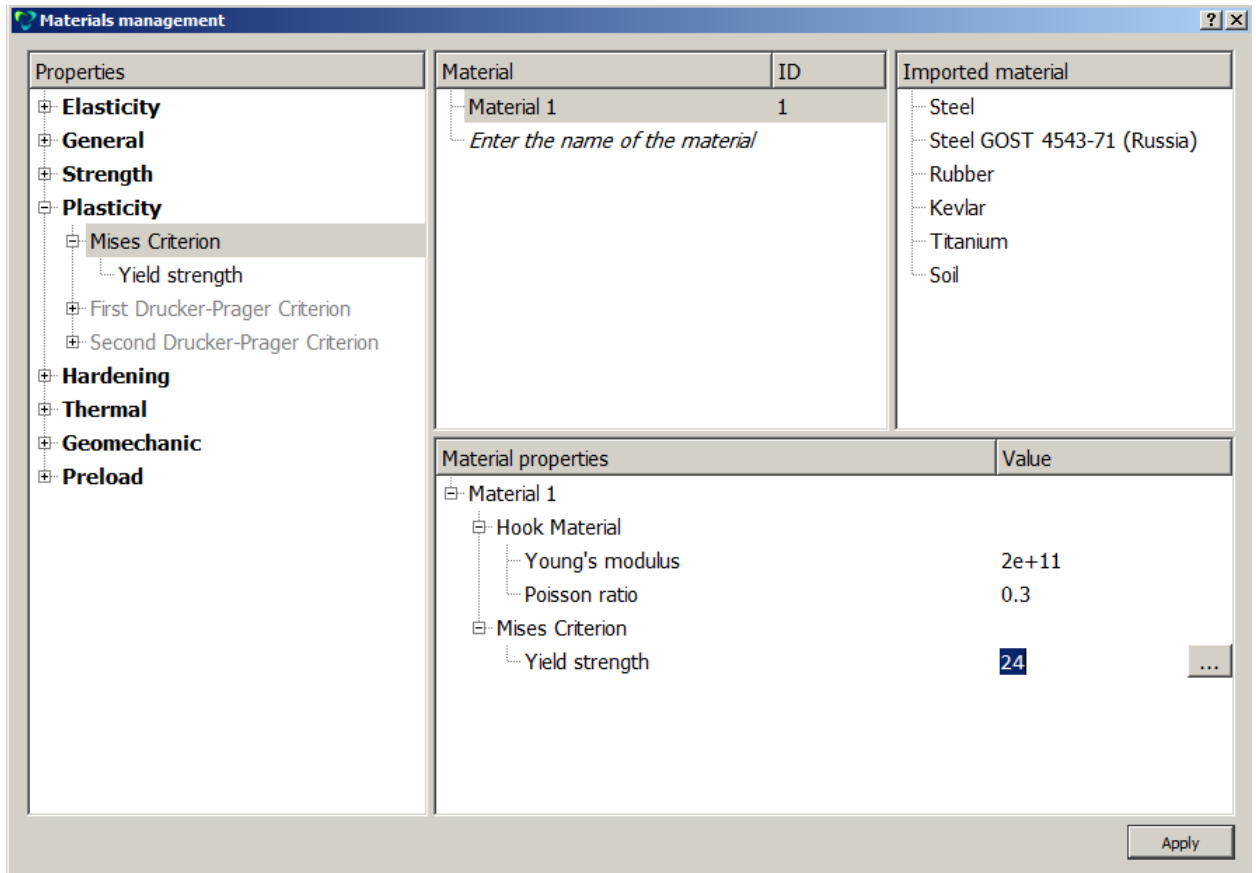 Materials management
Properties
Elasticity
General
Strength
Plasticity
Mises Criterion
Yield strength
First Drucker-Prager Criterion
Second Drucker-Prager Criterion
Hardening
Thermal
Geomechanic
Preload
Material ID
Material 1 1
Enter the name of the material
Imported material
Steel
Steel GOST 4543-71 (Russia)
Rubber
Kevlar
Titanium
Soil
Material properties Value
Material 1
Hook Material
Young's modulus 2e+11
Poisson ratio 0.3
Mises Criterion
Yield strength 24 ...
Apply